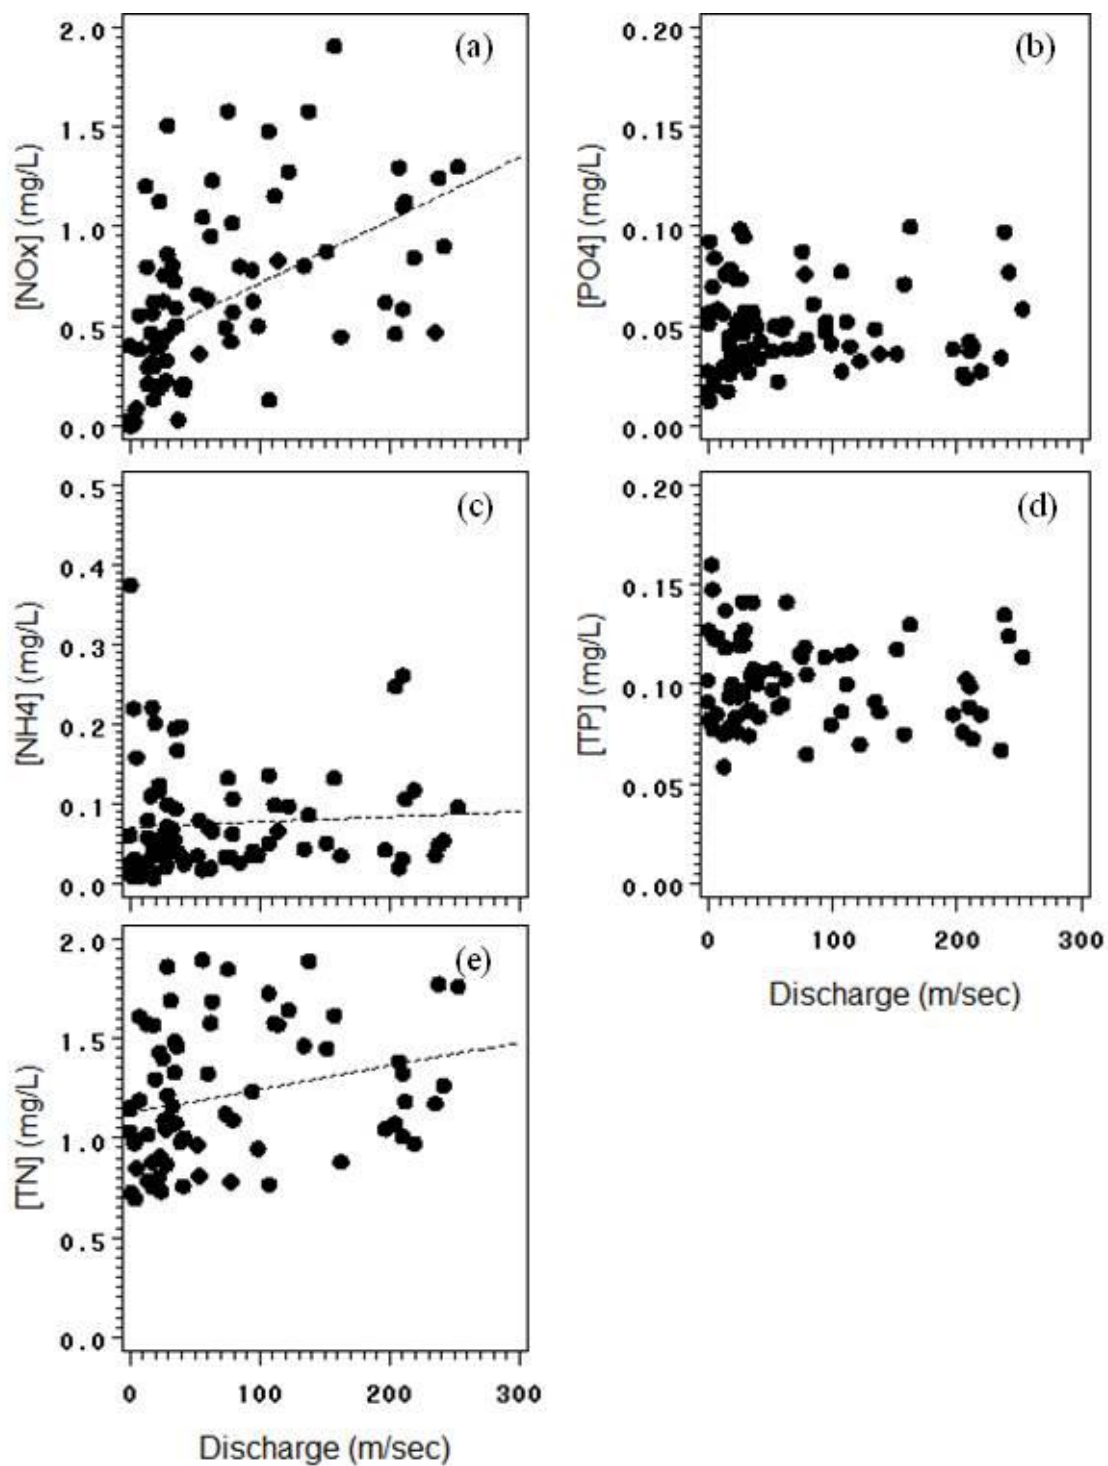 (a)
[NOx] (mg/L)
2.0
1.5
1.0
0.5
0.0
(b)
[PO4] (mg/L)
0.20
0.15
0.10
0.05
0.00
(c)
[NH4] (mg/L)
0.5
0.4
0.3
0.2
0.1
0.0
(d)
[TP] (mg/L)
0.20
0.15
0.10
0.05
0.00
0 100 200 300
Discharge (m/sec)
(e)
[TN] (mg/L)
2.0
1.5
1.0
0.5
0.0
0 100 200 300
Discharge (m/sec)